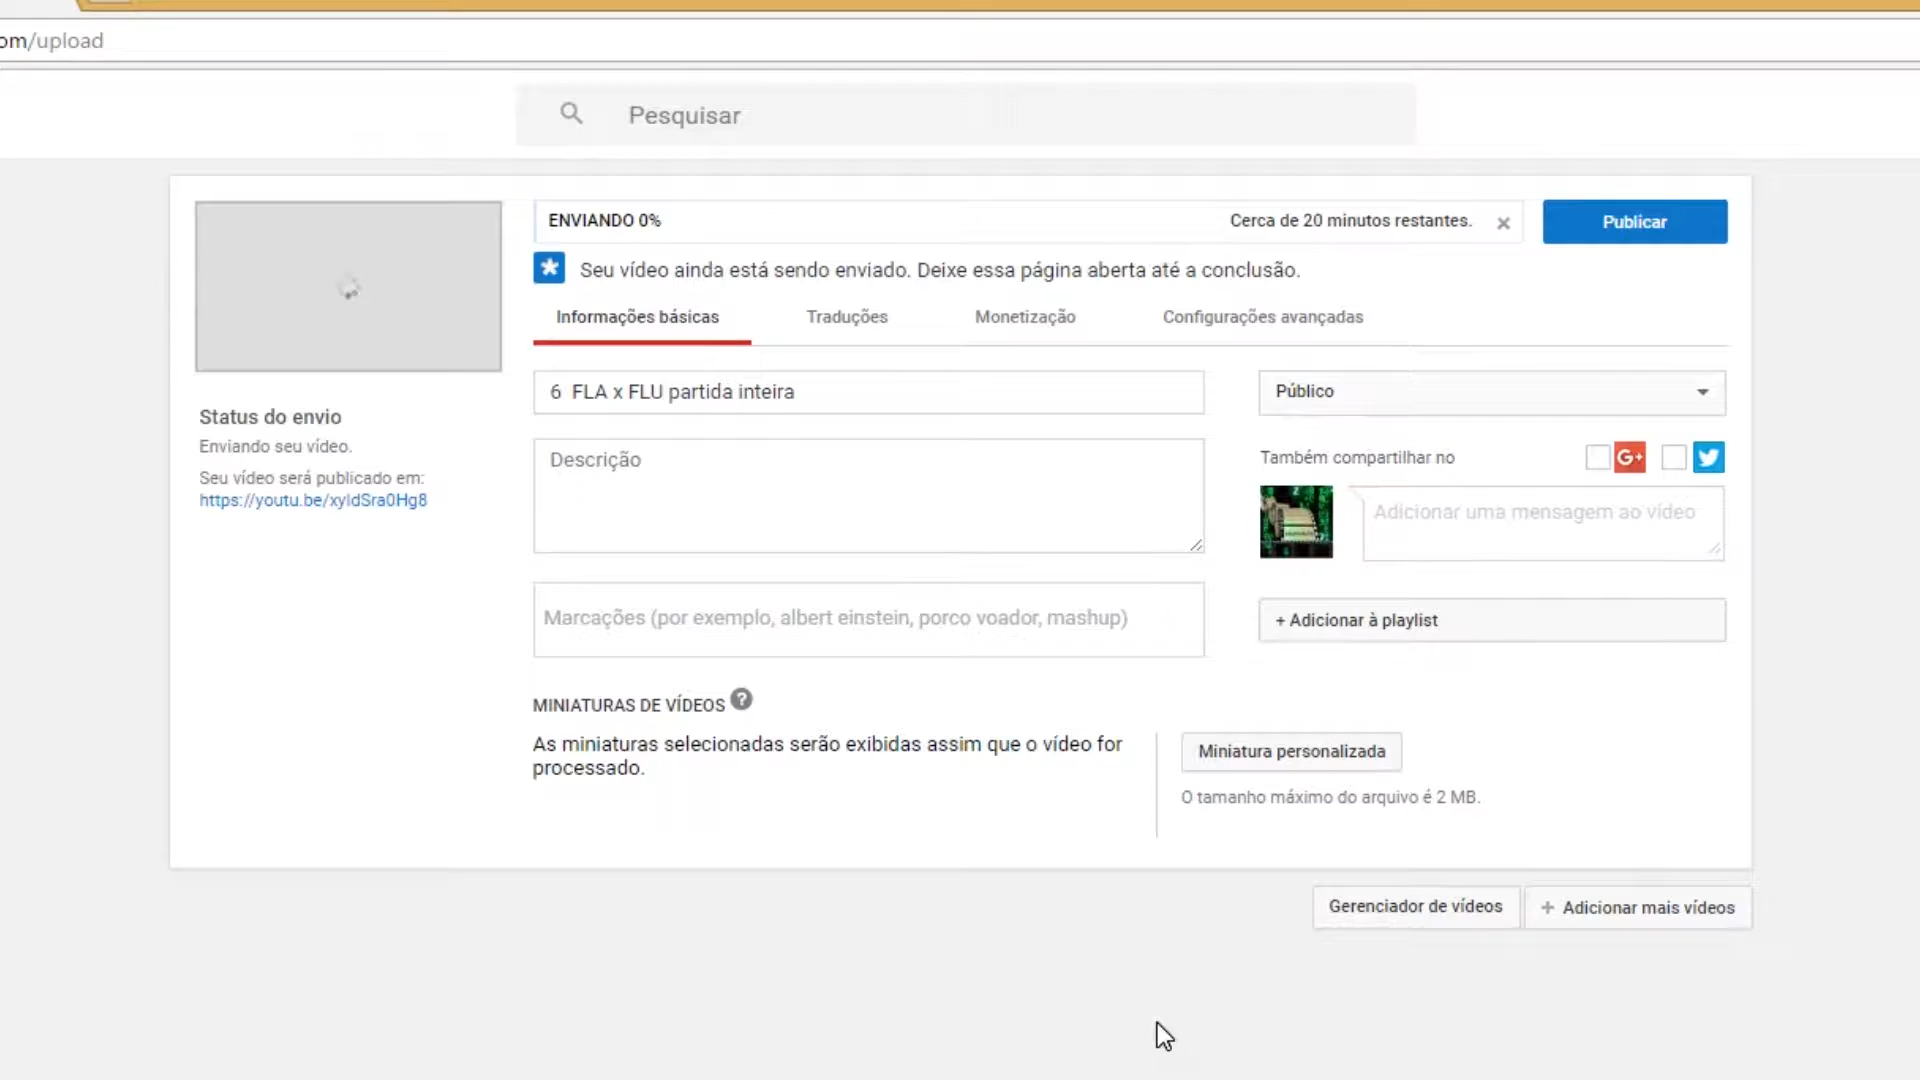 om/upload
Pesquisar
ENVIANDO 0%
Cerca de 20 minutos restantes.
Publicar
Seu vídeo ainda está sendo enviado. Deixe essa página aberta até a conclusão.
Informações básicas
Traduções
Monetização
Configurações avançadas
6 FLA x FLU partida inteira
Público
Status do envio
Enviando seu vídeo.
Seu vídeo será publicado em:
https://youtu.be/xyIdSra0Hg8
Descrição
Também compartilhar no
G+
Adicionar uma mensagem ao vídeo
Marcações (por exemplo, albert einstein, porco voador, mashup)
+ Adicionar à playlist
MINIATURAS DE VÍDEOS ?
As miniaturas selecionadas serão exibidas assim que o vídeo for
processado.
Miniatura personalizada
O tamanho máximo do arquivo é 2 MB.
Gerenciador de vídeos
+ Adicionar mais vídeos